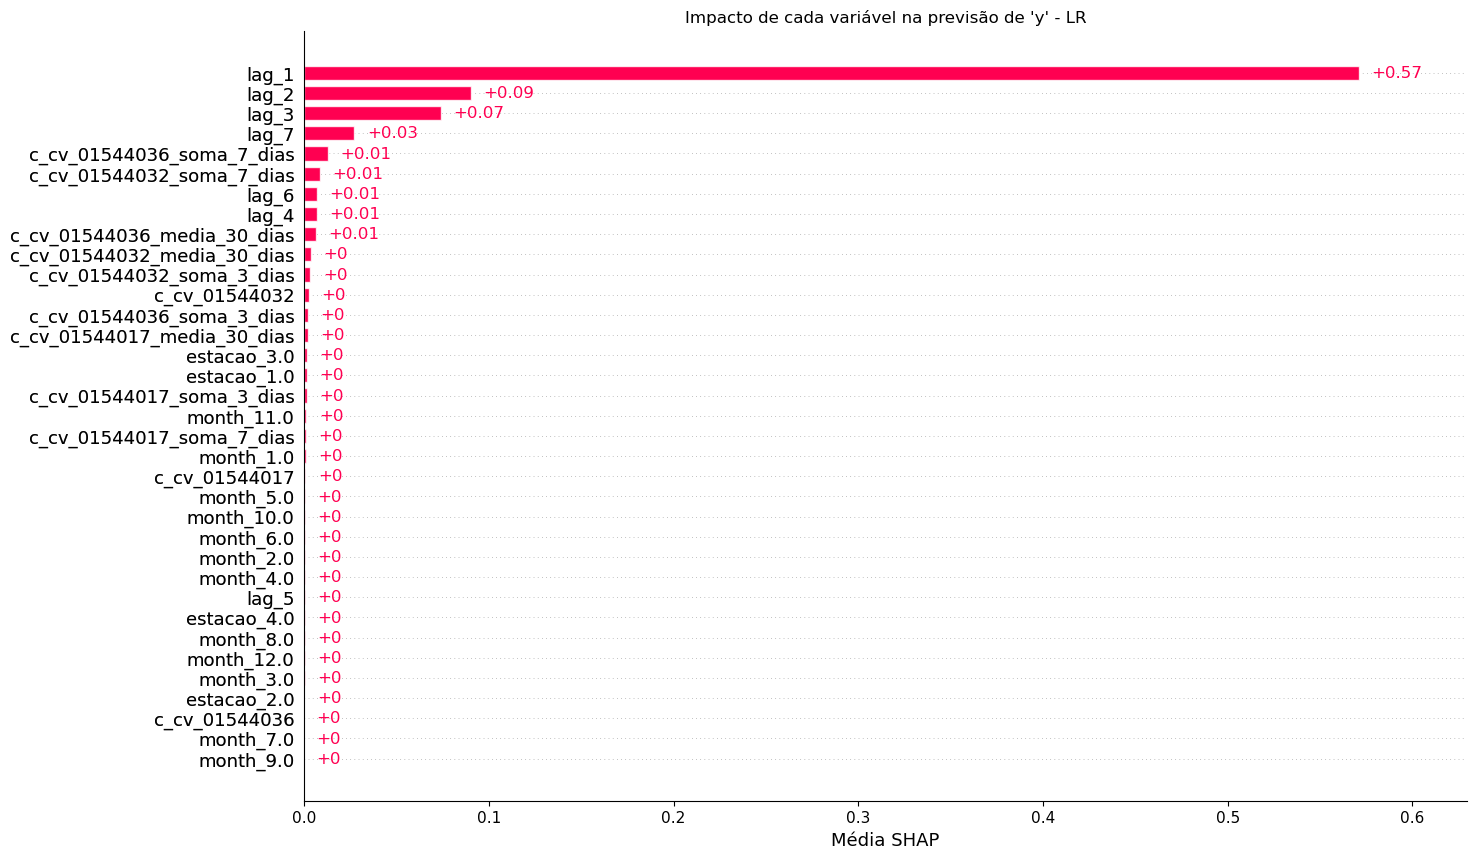 Impacto de cada variável na previsão de 'y' - LR
lag_1 +0.57
lag_2 +0.09
lag_3 +0.07
lag_7 +0.03
c_cv_01544036_soma_7_dias +0.01
c_cv_01544032_soma_7_dias +0.01
lag_6 +0.01
lag_4 +0.01
c_cv_01544036_media_30_dias +0.01
c_cv_01544032_media_30_dias +0
c_cv_01544032_soma_3_dias +0
c_cv_01544032 +0
c_cv_01544036_soma_3_dias +0
c_cv_01544017_media_30_dias +0
estacao_3.0 +0
estacao_1.0 +0
c_cv_01544017_soma_3_dias +0
month_11.0 +0
c_cv_01544017_soma_7_dias +0
month_1.0 +0
c_cv_01544017 +0
month_5.0 +0
month_10.0 +0
month_6.0 +0
month_2.0 +0
month_4.0 +0
lag_5 +0
estacao_4.0 +0
month_8.0 +0
month_12.0 +0
month_3.0 +0
estacao_2.0 +0
c_cv_01544036 +0
month_7.0 +0
month_9.0 +0
0.0 0.1 0.2 0.3 0.4 0.5 0.6
Média SHAP